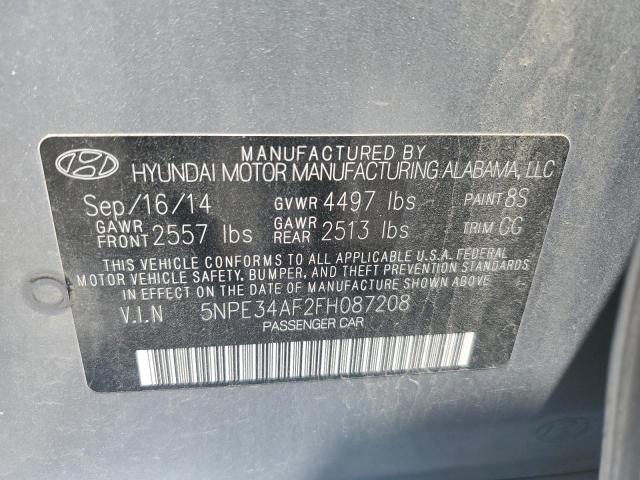 MANUFACTURED BY
HYUNDAI MOTOR MANUFACTURING ALABAMA, LLC
Sep/16/14 GVWR 4497 lbs PAINT 8S
GAWR FRONT 2557 lbs GAWR REAR 2513 lbs TRIM CG
THIS VEHICLE CONFORMS TO ALL APPLICABLE U.S.A. FEDERAL
MOTOR VEHICLE SAFETY, BUMPER, AND THEFT PREVENTION
STANDARDS IN EFFECT ON THE DATE OF MANUFACTURE SHOWN ABOVE
V.I.N 5NPE34AF2FH087208
PASSENGER CAR